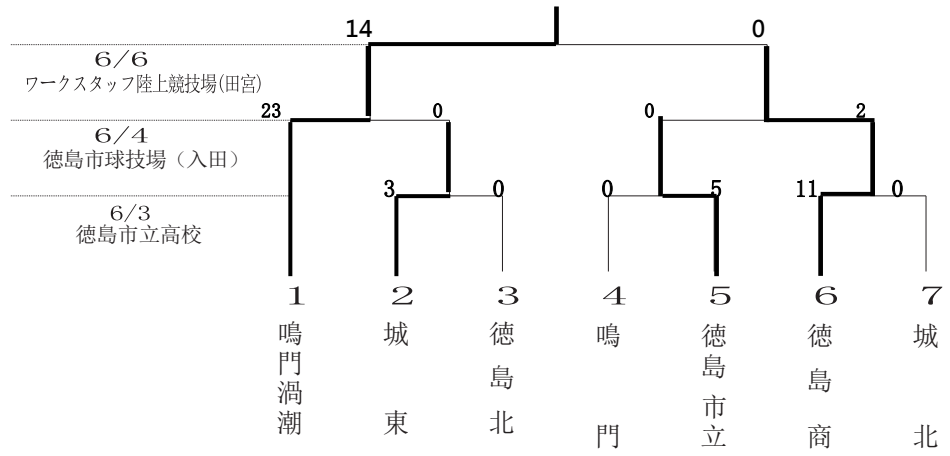 14 0
6/6
ワークスタッフ陸上競技場(田宮)
23 0 0 2
6/4
徳島市球技場（入田）
3 0 0 5 11 0
6/3
徳島市立高校
1 2 3 4 5 6 7
鳴門渦潮
城東
徳島北
鳴門
徳島市立
徳島商
城北